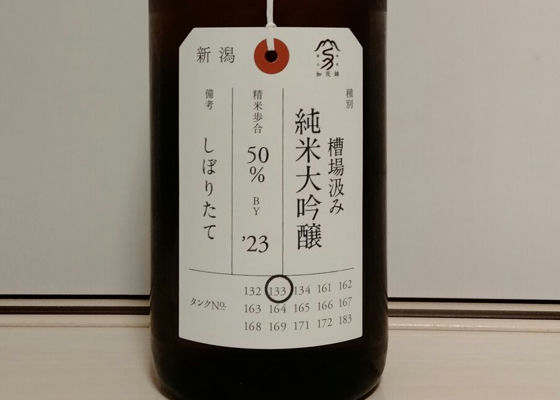 新潟
加茂錦
種別
槽場汲み
純米大吟醸
精米歩合
50%
BY
'23
備考
しぼりたて
タンクNo.
132 133 134 161 162
163 164 165 166 167
168 169 171 172 183